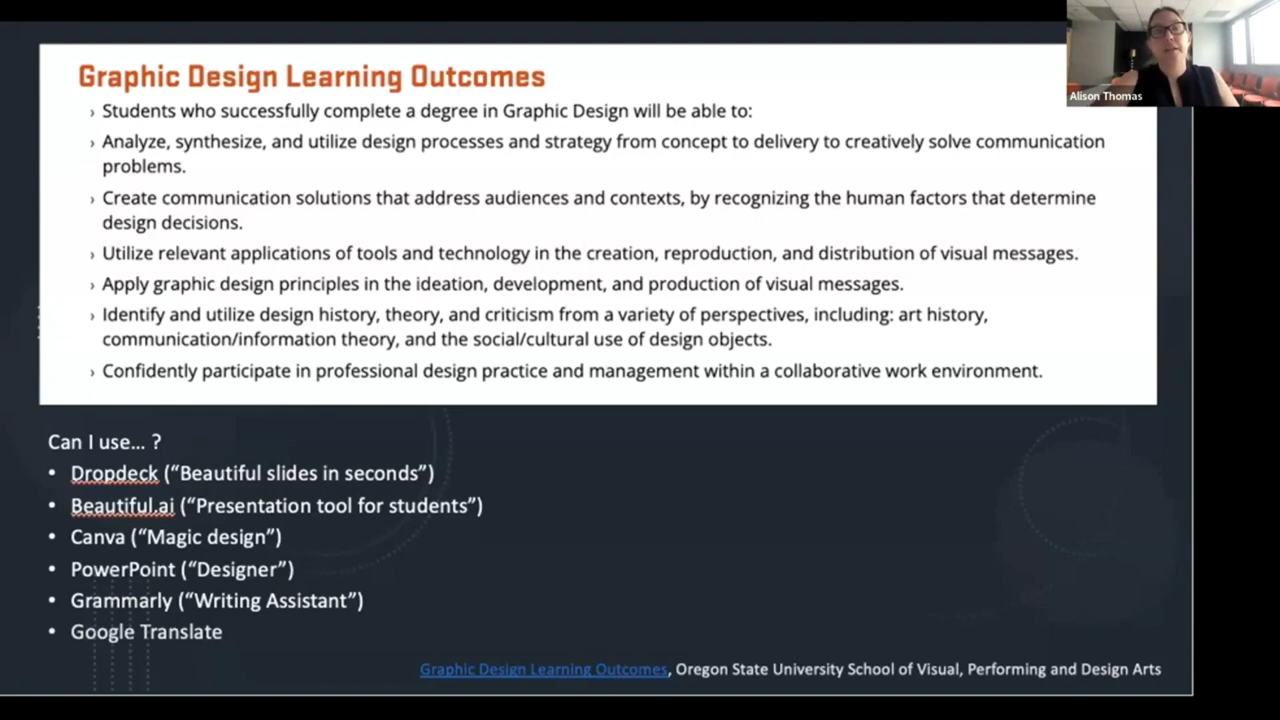 Graphic Design Learning Outcomes
› Students who successfully complete a degree in Graphic Design will be able to:
› Analyze, synthesize, and utilize design processes and strategy from concept to delivery to creatively solve communication
problems.
› Create communication solutions that address audiences and contexts, by recognizing the human factors that determine
design decisions.
› Utilize relevant applications of tools and technology in the creation, reproduction, and distribution of visual messages.
› Apply graphic design principles in the ideation, development, and production of visual messages.
› Identify and utilize design history, theory, and criticism from a variety of perspectives, including: art history,
communication/information theory, and the social/cultural use of design objects.
› Confidently participate in professional design practice and management within a collaborative work environment.
Alison Thomas
Can I use... ?
• Dropdeck (“Beautiful slides in seconds”)
• Beautiful.ai (“Presentation tool for students”)
• Canva (“Magic design”)
• PowerPoint (“Designer”)
• Grammarly (“Writing Assistant”)
• Google Translate
Graphic Design Learning Outcomes, Oregon State University School of Visual, Performing and Design Arts